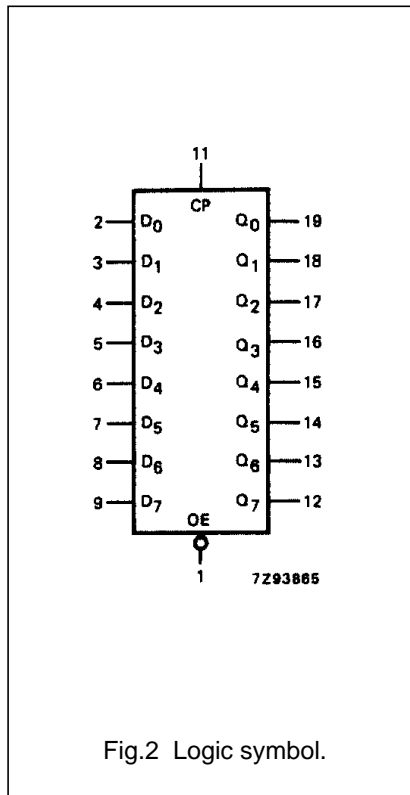 11
CP
2 D0 Q0 19
3 D1 Q1 18
4 D2 Q2 17
5 D3 Q3 16
6 D4 Q4 15
7 D5 Q5 14
8 D6 Q6 13
9 D7 Q7 12
OE
1 7Z93865
Fig.2 Logic symbol.